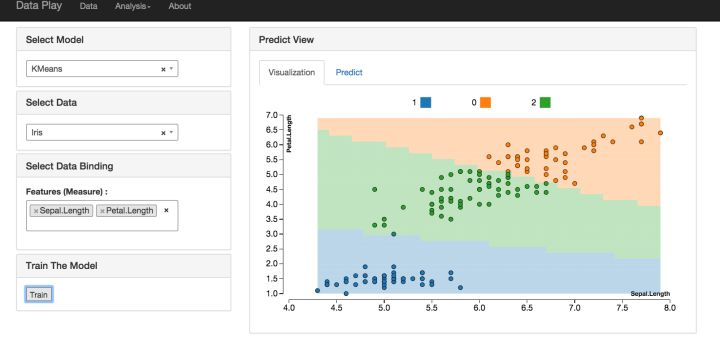 Data Play Data Analysis About
Select Model
KMeans × 
Select Data
Iris ×
Select Data Binding
Features (Measure) :
×Sepal.Length ×Petal.Length ×
Train The Model
Train
Predict View
Visualization Predict
1 0 2
Petal.Length
7.0
6.5
6.0
5.5
5.0
4.5
4.0
3.5
3.0
2.5
2.0
1.5
1.0
Sepal.Length
4.0 4.5 5.0 5.5 6.0 6.5 7.0 7.5 8.0